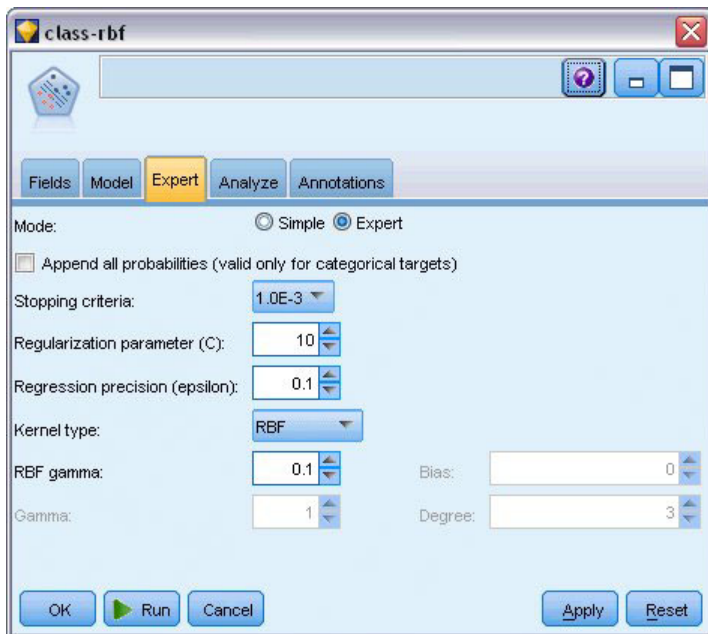 class-rbf
Fields Model Expert Analyze Annotations
Mode: Simple Expert
Append all probabilities (valid only for categorical targets)
Stopping criteria: 1.0E-3
Regularization parameter (C): 10
Regression precision (epsilon): 0.1
Kernel type: RBF
RBF gamma: 0.1 Bias: 0
Gamma: 1 Degree: 3
OK Run Cancel Apply Reset